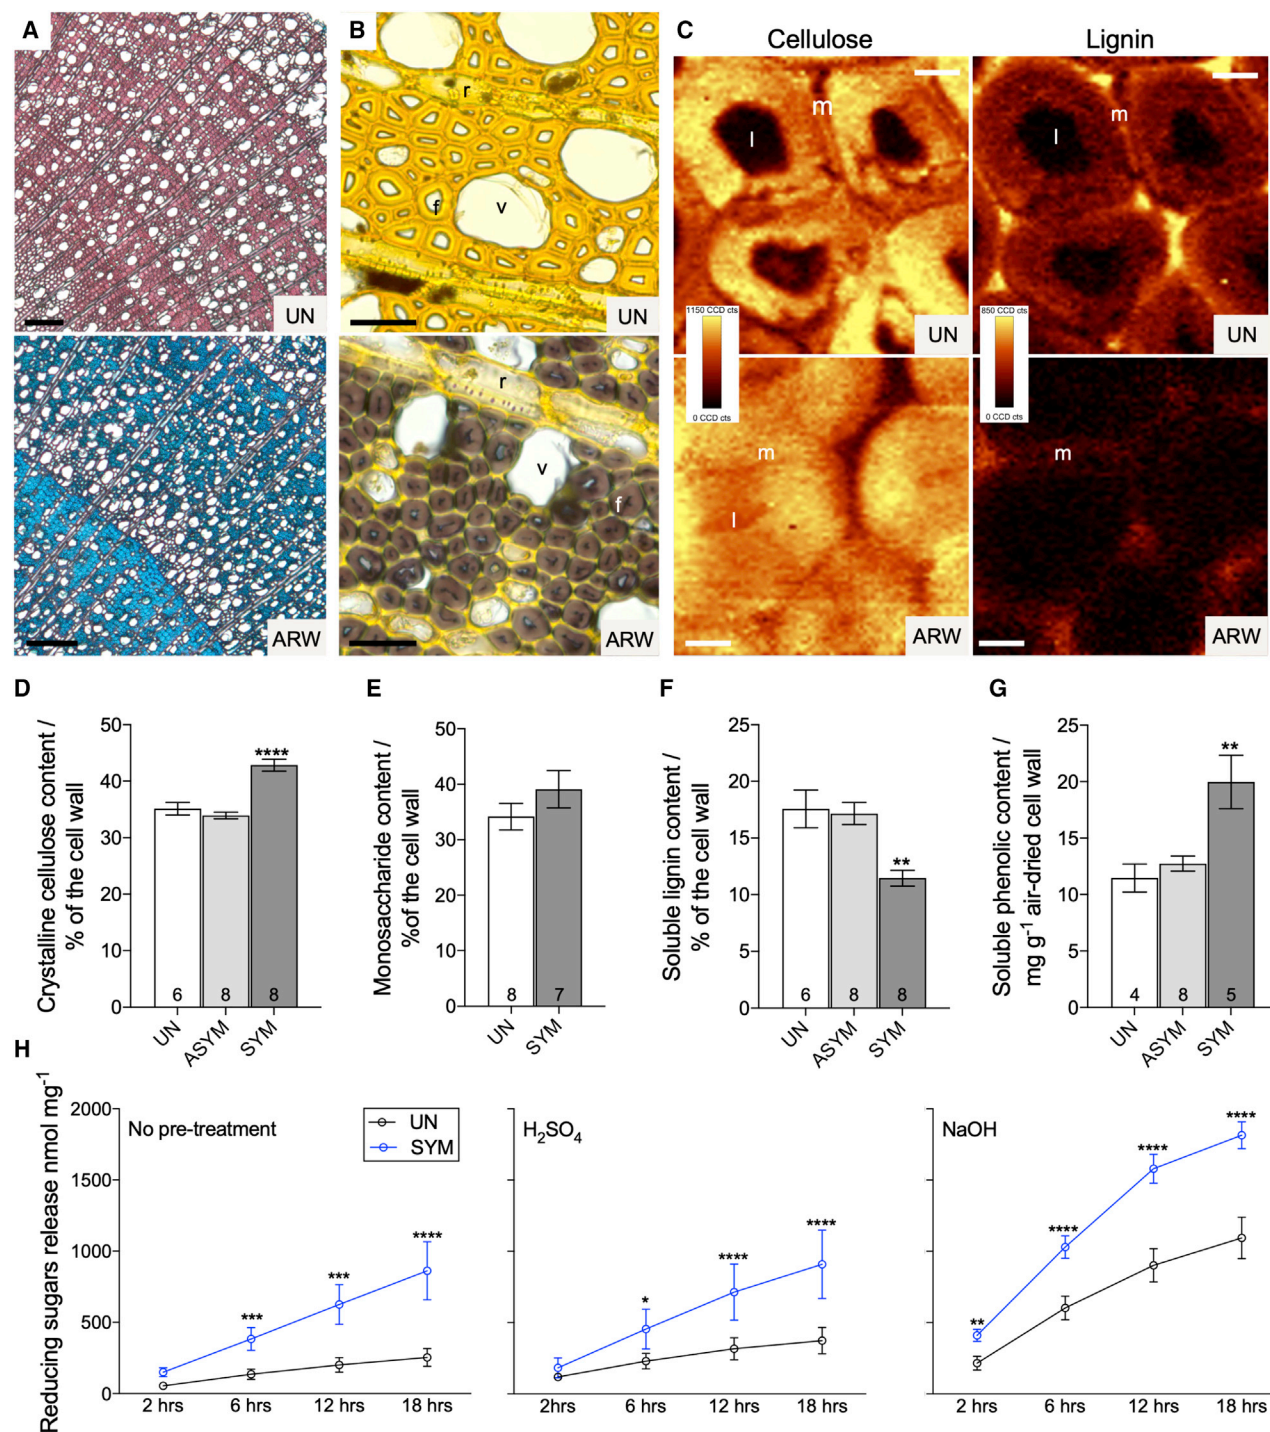 A
B
C
Cellulose
Lignin
UN
r
f
v
UN
m
l
1150 CCD cts
0 CCD cts
UN
m
l
850 CCD cts
0 CCD cts
UN
ARW
r
v
f
ARW
m
l
ARW
m
ARW
D
Crystalline cellulose content /
% of the cell wall
50
40
30
20
10
0
6
8
8
****
UN
ASYM
SYM
E
Monosaccharide content /
%of the cell wall
50
40
30
20
10
0
8
7
UN
SYM
F
Soluble lignin content /
% of the cell wall
25
20
15
10
5
0
6
8
8
**
UN
ASYM
SYM
G
Soluble phenolic content /
mg g⁻¹ air-dried cell wall
25
20
15
10
5
0
4
8
5
**
UN
ASYM
SYM
H
Reducing sugars release nmol mg⁻¹
2000
1500
1000
500
0
No pre-treatment
UN
SYM
***
***
****
2 hrs
6 hrs
12 hrs
18 hrs
H₂SO₄
*
****
****
2hrs
6 hrs
12 hrs
18 hrs
NaOH
**
****
****
****
2 hrs
6 hrs
12 hrs
18 hrs